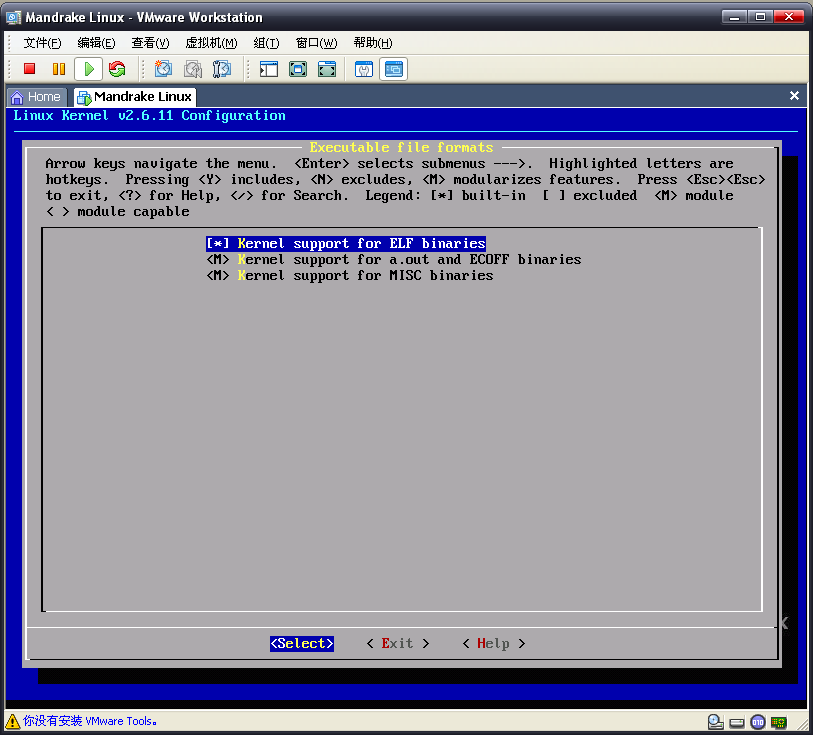 Mandrake Linux - VMware Workstation
文件(F) 编辑(E) 查看(V) 虚拟机(M) 组(T) 窗口(W) 帮助(H)
Home Mandrake Linux
Linux Kernel v2.6.11 Configuration
Executable file formats
Arrow keys navigate the menu. <Enter> selects submenus --->. Highlighted letters are
hotkeys. Pressing <Y> includes, <N> excludes, <M> modularizes features. Press <Esc><Esc>
to exit, <?> for Help, </> for Search. Legend: [*] built-in [ ] excluded <M> module
< > module capable
[*] Kernel support for ELF binaries
<M> Kernel support for a.out and ECOFF binaries
<M> Kernel support for MISC binaries
<Select> < Exit > < Help >
你没有安装 VMware Tools。